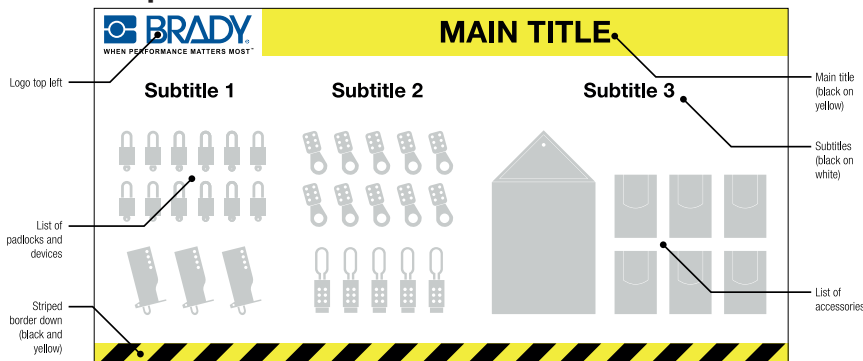 BRADY
WHEN PERFORMANCE MATTERS MOST
MAIN TITLE
Logo top left
Subtitle 1
Subtitle 2
Subtitle 3
Main title
(black on
yellow)
Subtitles
(black on
white)
List of
padlocks and
devices
Striped
border down
(black and
yellow)
List of
accessories